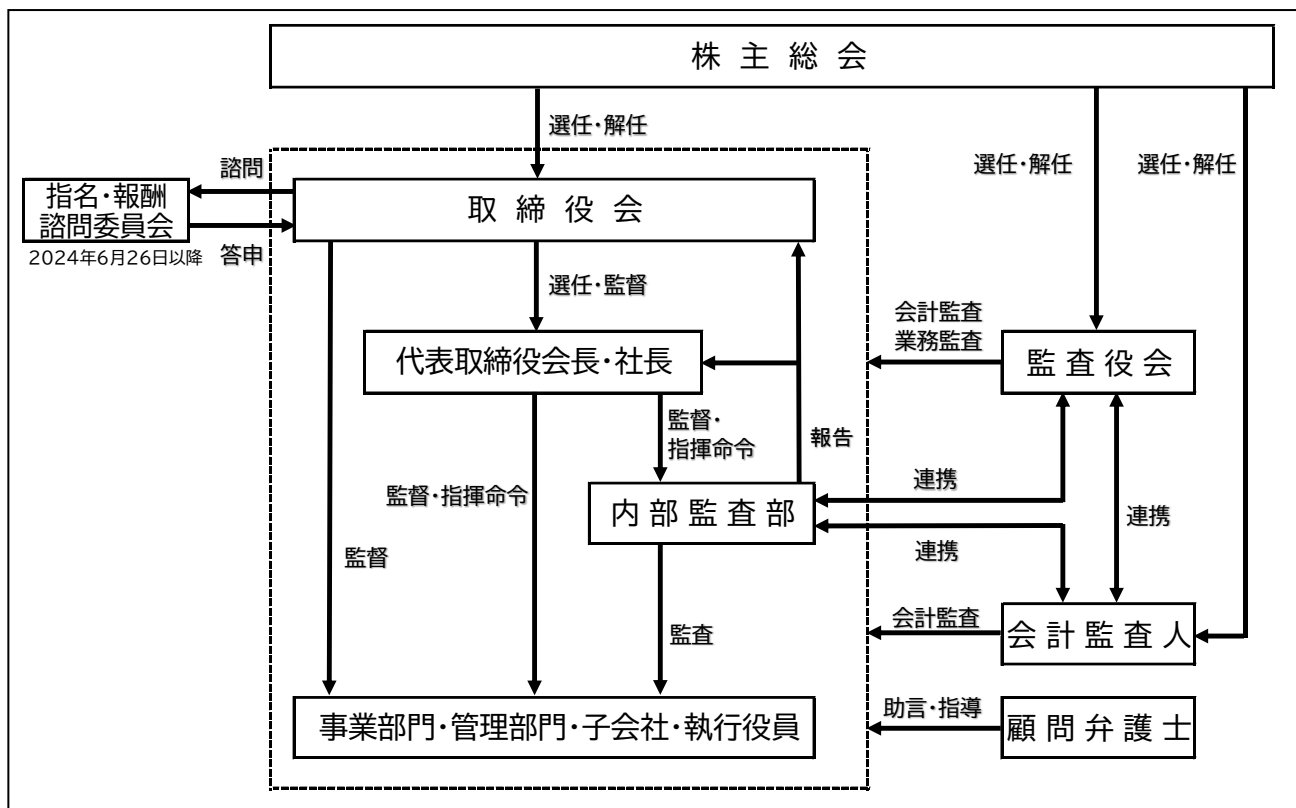 株主総会
選任・解任
選任・解任
選任・解任
諮問
指名・報酬
諮問委員会
2024年6月26日以降
答申
取締役会
選任・監督
会計監査
業務監査
代表取締役会長・社長
監査役会
監督・
指揮命令
報告
監督・指揮命令
連携
内部監査部
連携
連携
監督
監査
会計監査
会計監査人
事業部門・管理部門・子会社・執行役員
助言・指導
顧問弁護士